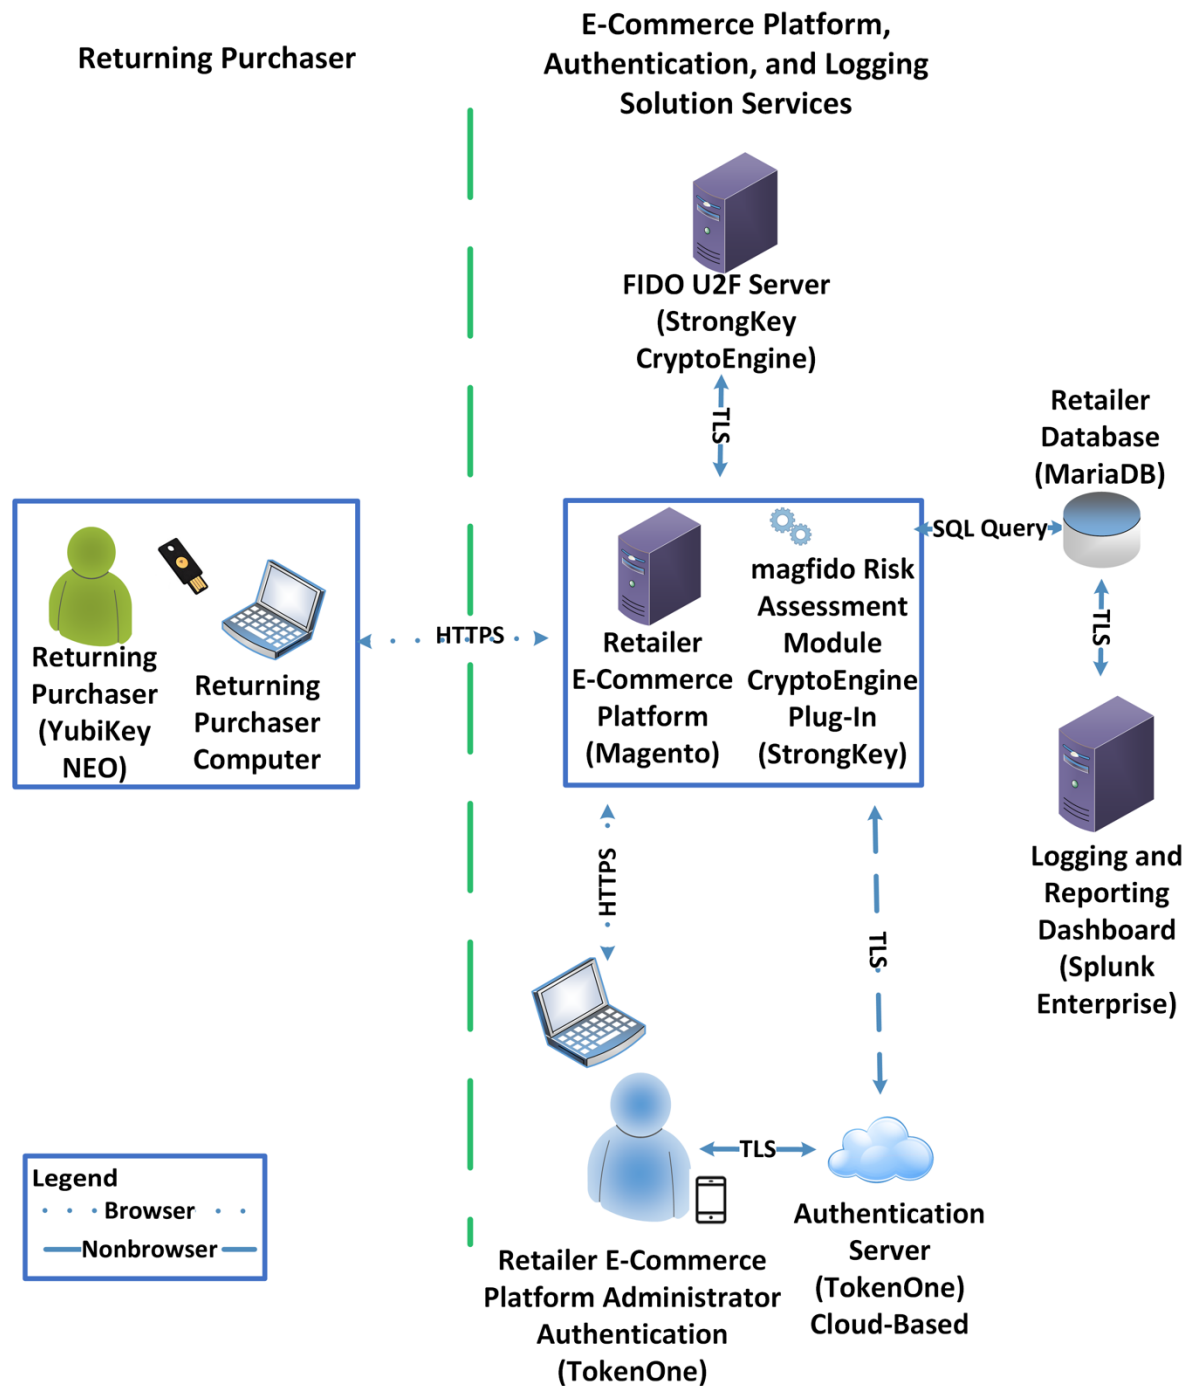 Returning Purchaser
E-Commerce Platform,
Authentication, and Logging
Solution Services
FIDO U2F Server
(StrongKey
CryptoEngine)
TLS
Retailer
Database
(MariaDB)
SQL Query
TLS
Returning
Purchaser
(YubiKey
NEO)
Returning
Purchaser
Computer
HTTPS
Retailer
E-Commerce
Platform
(Magento)
magfido Risk
Assessment
Module
CryptoEngine
Plug-In
(StrongKey)
Logging and
Reporting
Dashboard
(Splunk
Enterprise)
HTTPS
TLS
TLS
Retailer E-Commerce
Platform Administrator
Authentication
(TokenOne)
Authentication
Server
(TokenOne)
Cloud-Based
Legend
Browser
Nonbrowser